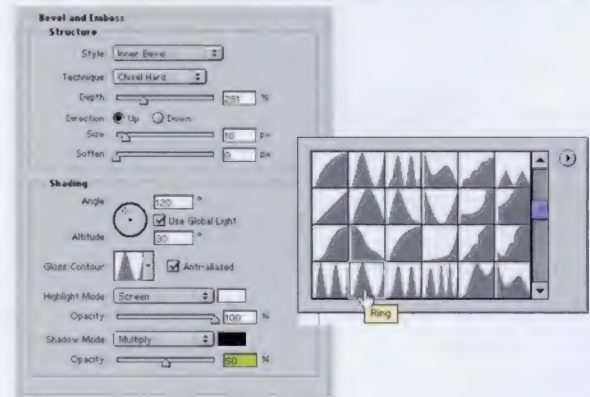 Bevel and Emboss
Structure
Style: Inner Bevel
Technique: Chisel Hard
Depth: 251 %
Direction: Up Down
Size: 10 px
Soften: px
Shading
Angle: 120 °
Use Global Light
Altitude: 30 °
Gloss Contour: Anti-aliased
Highlight Mode: Screen
Opacity: 100 %
Shadow Mode: Multiply
Opacity: 50 %
Ring